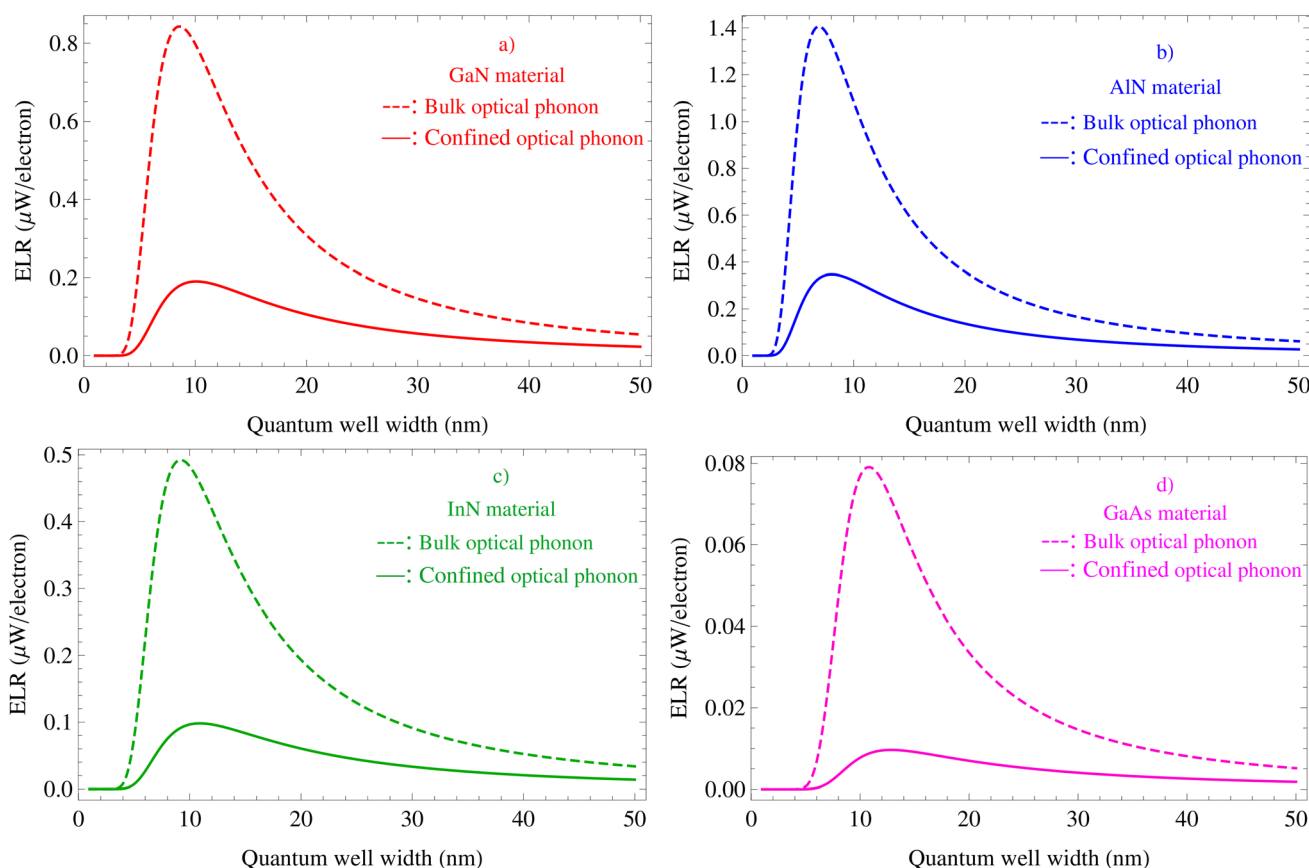 a)
GaN material
: Bulk optical phonon
: Confined optical phonon
ELR (μW/electron)
0.8
0.6
0.4
0.2
0.0
0 10 20 30 40 50
Quantum well width (nm)
b)
AlN material
: Bulk optical phonon
: Confined optical phonon
ELR (μW/electron)
1.4
1.2
1.0
0.8
0.6
0.4
0.2
0.0
0 10 20 30 40 50
Quantum well width (nm)
c)
InN material
: Bulk optical phonon
: Confined optical phonon
ELR (μW/electron)
0.5
0.4
0.3
0.2
0.1
0.0
0 10 20 30 40 50
Quantum well width (nm)
d)
GaAs material
: Bulk optical phonon
: Confined optical phonon
ELR (μW/electron)
0.08
0.06
0.04
0.02
0.00
0 10 20 30 40 50
Quantum well width (nm)